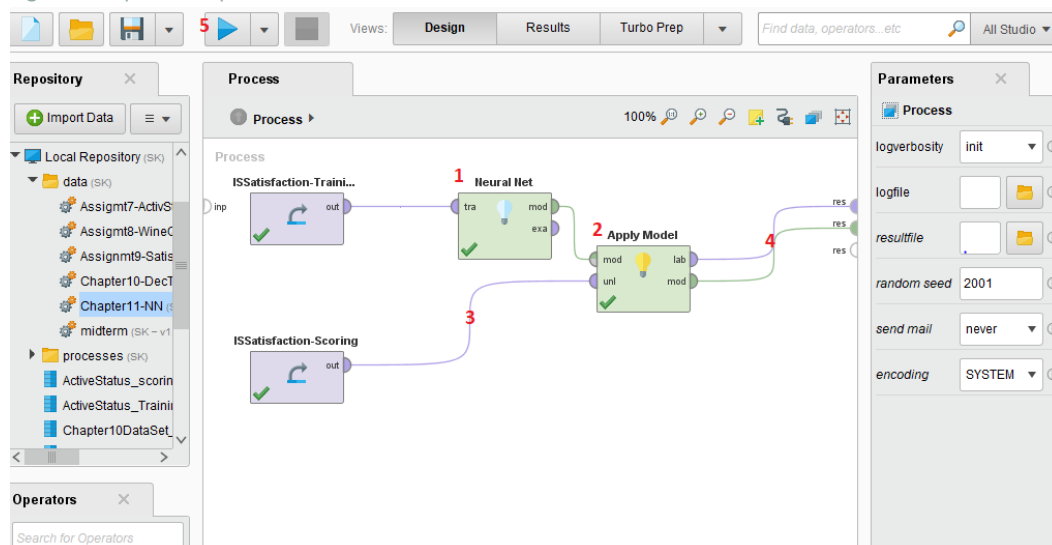 5
Views:
Design
Results
Turbo Prep
Find data, operators...etc
All Studio
Repository
Import Data
Local Repository (SK)
data (SK)
Assigmt7-ActivS
Assigmt8-WineC
Assignmt9-Satis
Chapter10-DecT
Chapter11-NN
midterm (SK – v1
processes (SK)
ActiveStatus_scorin
ActiveStatus_Trainin
Chapter10DataSet_
Operators
Search for Operators
Process
Process
100%
Process
inp
ISSatisfaction-Traini...
out
1
Neural Net
tra
mod
exa
2
Apply Model
mod
lab
unl
mod
3
4
ISSatisfaction-Scoring
out
res
res
res
Parameters
Process
logverbosity
init
logfile
resultfile
random seed
2001
send mail
never
encoding
SYSTEM